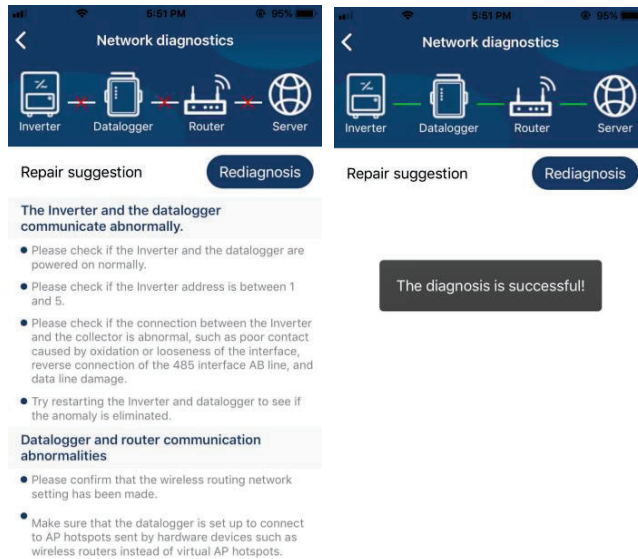 5:51 PM
95%
Network diagnostics
Inverter Datalogger Router Server
Repair suggestion Rediagnosis
The Inverter and the datalogger
communicate abnormally.
Please check if the Inverter and the datalogger are
powered on normally.
Please check if the Inverter address is between 1
and 5.
Please check if the connection between the Inverter
and the collector is abnormal, such as poor contact
caused by oxidation or looseness of the interface,
reverse connection of the 485 interface AB line, and
data line damage.
Try restarting the Inverter and datalogger to see if
the anomaly is eliminated.
Datalogger and router communication
abnormalities
Please confirm that the wireless routing network
setting has been made.
Make sure that the datalogger is set up to connect
to AP hotspots sent by hardware devices such as
wireless routers instead of virtual AP hotspots.
5:51 PM
95%
Network diagnostics
Inverter Datalogger Router Server
Repair suggestion Rediagnosis
The diagnosis is successful!